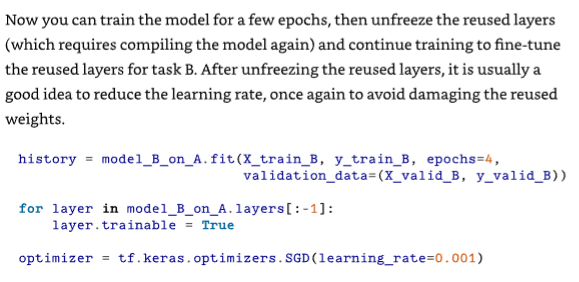 Now you can train the model for a few epochs, then unfreeze the reused layers
(which requires compiling the model again) and continue training to fine-tune
the reused layers for task B. After unfreezing the reused layers, it is usually a
good idea to reduce the learning rate, once again to avoid damaging the reused
weights.
history = model_B_on_A.fit(X_train_B, y_train_B, epochs=4,
                           validation_data=(X_valid_B, y_valid_B))
for layer in model_B_on_A.layers[:-1]:
    layer.trainable = True
optimizer = tf.keras.optimizers.SGD(learning_rate=0.001)